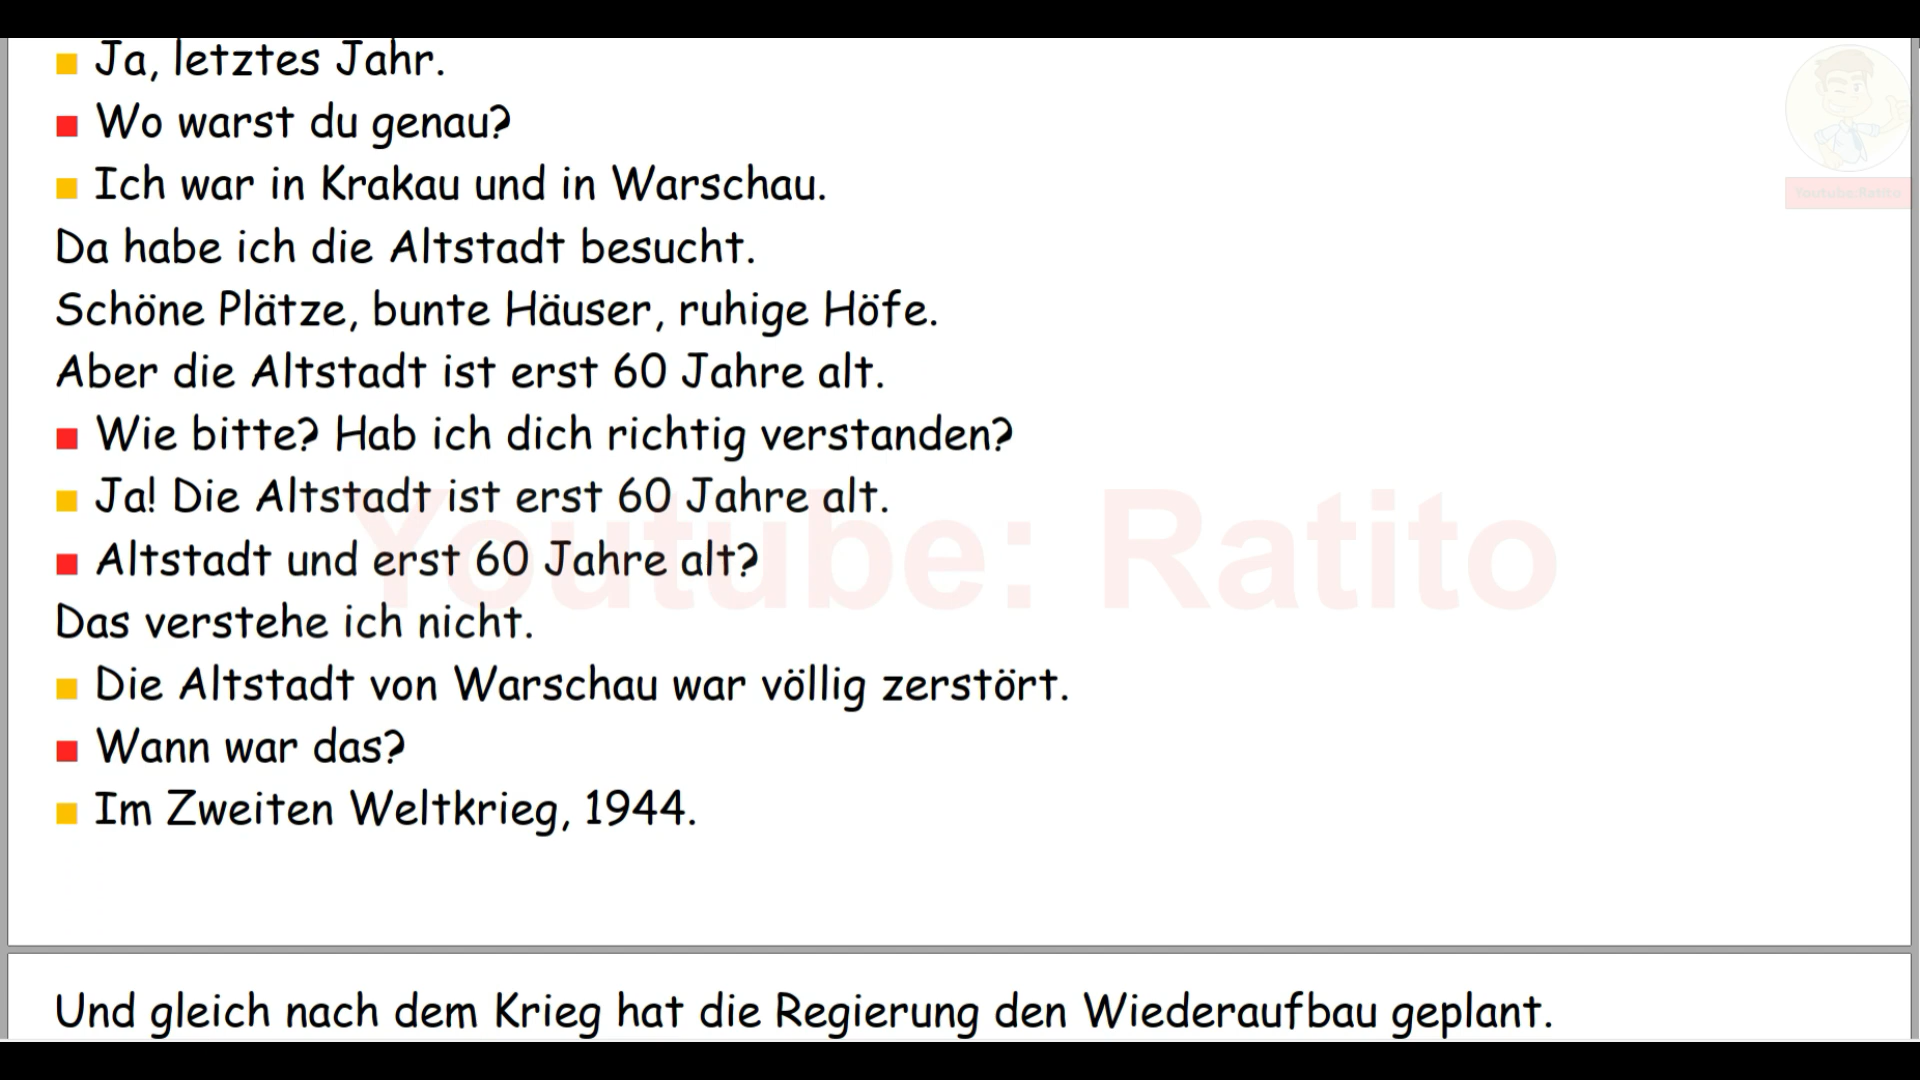 Ja, letztes Jahr.
Wo warst du genau?
Ich war in Krakau und in Warschau.
Da habe ich die Altstadt besucht.
Schöne Plätze, bunte Häuser, ruhige Höfe.
Aber die Altstadt ist erst 60 Jahre alt.
Wie bitte? Hab ich dich richtig verstanden?
Ja! Die Altstadt ist erst 60 Jahre alt.
Altstadt und erst 60 Jahre alt?
Das verstehe ich nicht.
Die Altstadt von Warschau war völlig zerstört.
Wann war das?
Im Zweiten Weltkrieg, 1944.
Und gleich nach dem Krieg hat die Regierung den Wiederaufbau geplant.
Youtube: Ratito
Youtube:Ratito